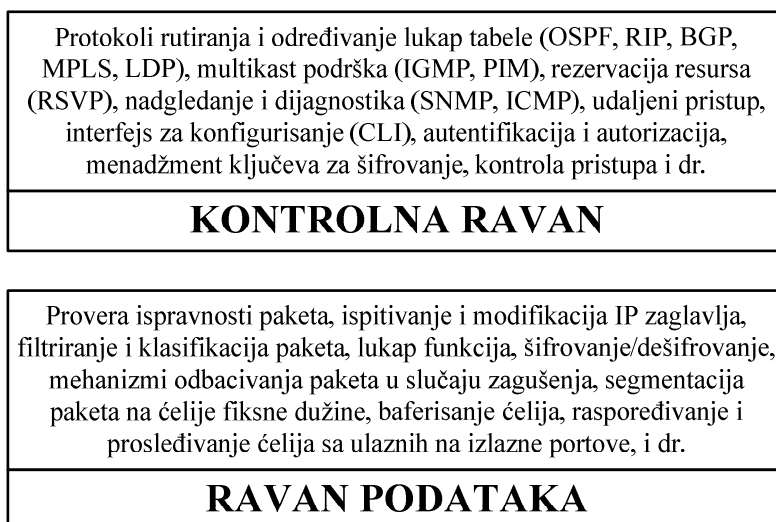 Protokoli rutiranja i određivanje lukap tabele (OSPF, RIP, BGP,
MPLS, LDP), multikast podrška (IGMP, PIM), rezervacija resursa
(RSVP), nadgledanje i dijagnostika (SNMP, ICMP), udaljeni pristup,
interfejs za konfigurisanje (CLI), autentifikacija i autorizacija,
menadžment ključeva za šifrovanje, kontrola pristupa i dr.
KONTROLNA RAVAN
Provera ispravnosti paketa, ispitivanje i modifikacija IP zaglavlja,
filtriranje i klasifikacija paketa, lukap funkcija, šifrovanje/dešifrovanje,
mehanizmi odbacivanja paketa u slučaju zagušenja, segmentacija
paketa na ćelije fiksne dužine, baferisanje ćelija, raspoređivanje i
prosleđivanje ćelija sa ulaznih na izlazne portove, i dr.
RAVAN PODATAKA